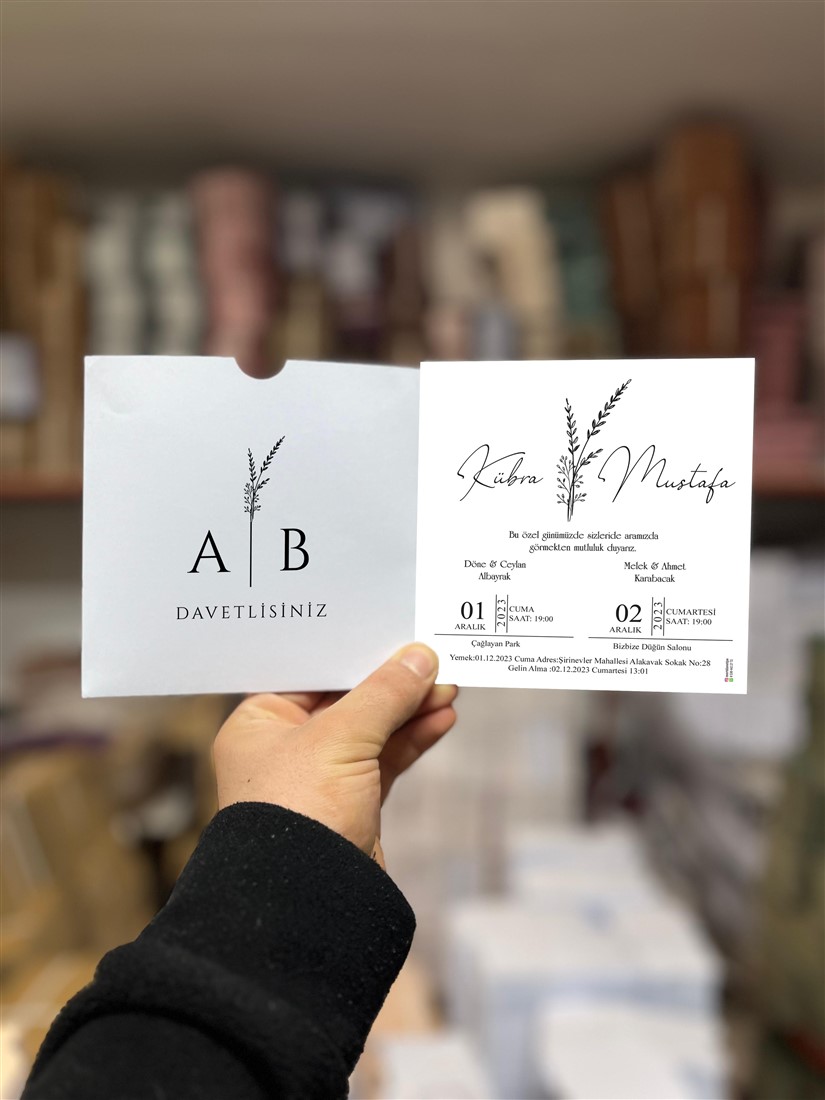 A B
DAVETLİSİNİZ
Kübra Mustafa
Bu özel günümüzde sizleride aramızda
görmekten mutluluk duyarız.
Döne & Ceylan
Albayrak
Melek & Ahmet
Karabacak
01
ARALIK
2023
CUMA
SAAT: 19:00
Çağlayan Park
02
ARALIK
2023
CUMARTESİ
SAAT: 19:00
Bizbize Düğün Salonu
Yemek:01.12.2023 Cuma Adres:Şirinevler Mahallesi Alakavak Sokak No:28
Gelin Alma :02.12.2023 Cumartesi 13:01